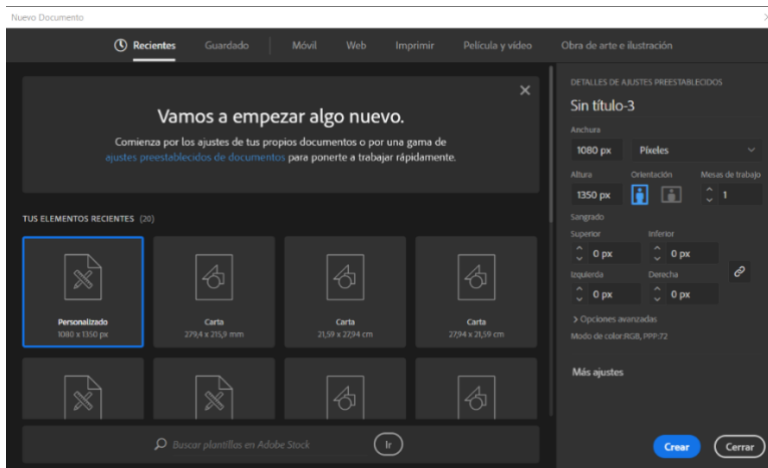 Nuevo Documento
Recientes
Guardado
Móvil
Web
Imprimir
Película y vídeo
Obra de arte e ilustración
Vamos a empezar algo nuevo.
Comienza por los ajustes de tus propios documentos o por una gama de
ajustes preestablecidos de documentos para ponerte a trabajar rápidamente.
TUS ELEMENTOS RECIENTES (20)
Personalizado
1080 x 1350 px
Carta
279,4 x 215,9 mm
Carta
21,59 x 27,94 cm
Carta
27,94 x 21,59 cm
Buscar plantillas en Adobe Stock
Ir
DETALLES DE AJUSTES PREESTABLECIDOS
Sin título-3
Anchura
1080 px
Píxeles
Altura
Orientación
Mesas de trabajo
1350 px
1
Sangrado
Superior
Inferior
0 px
0 px
Izquierda
Derecha
0 px
0 px
> Opciones avanzadas
Modo de color:RGB, PPP:72
Más ajustes
Crear
Cerrar